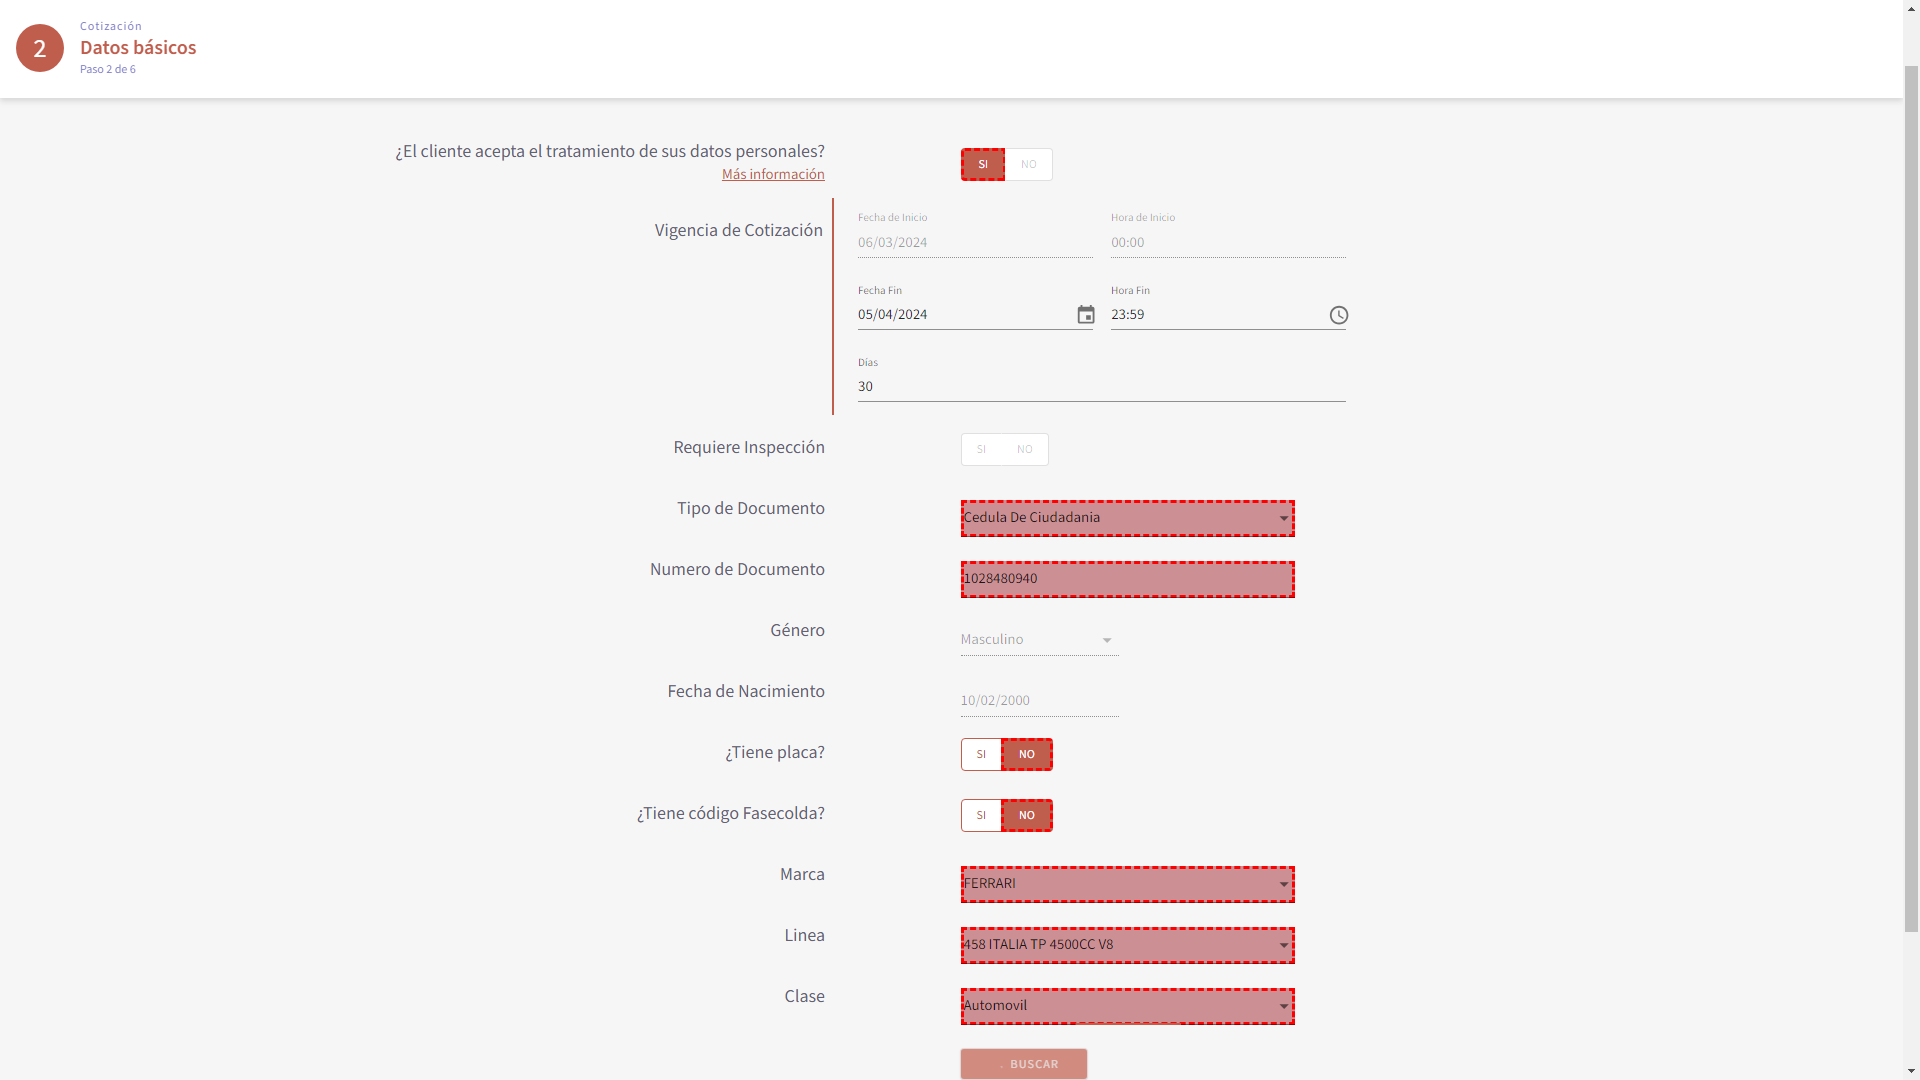 2
Cotización
Datos básicos
Paso 2 de 6
¿El cliente acepta el tratamiento de sus datos personales?
Más información
SI NO
Vigencia de Cotización
Fecha de Inicio Hora de Inicio
06/03/2024 00:00
Fecha Fin Hora Fin
05/04/2024 23:59
Días
30
Requiere Inspección SI NO
Tipo de Documento Cedula De Ciudadania
Numero de Documento 1028480940
Género Masculino
Fecha de Nacimiento 10/02/2000
¿Tiene placa? SI NO
¿Tiene código Fasecolda? SI NO
Marca FERRARI
Linea 458 ITALIA TP 4500CC V8
Clase Automovil
BUSCAR